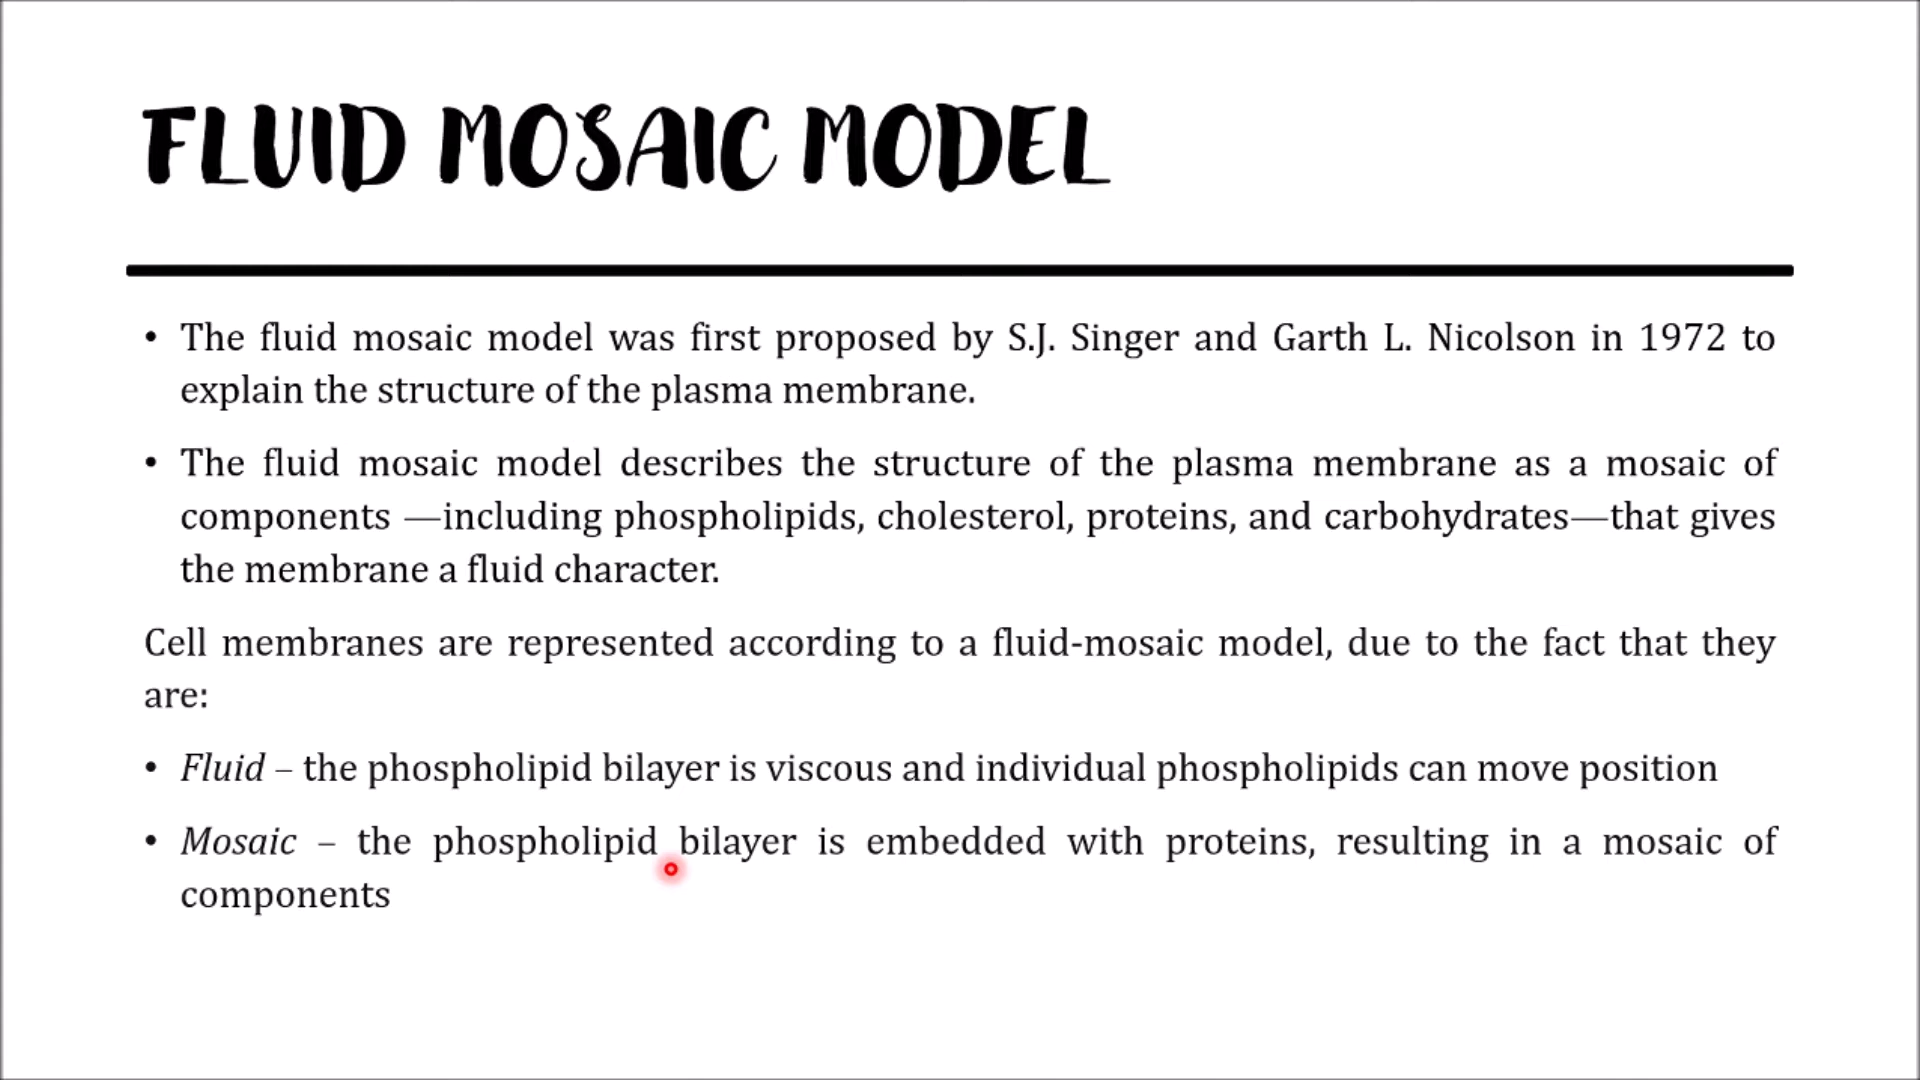 FLUID MOSAIC MODEL
• The fluid mosaic model was first proposed by S.J. Singer and Garth L. Nicolson in 1972 to
explain the structure of the plasma membrane.
• The fluid mosaic model describes the structure of the plasma membrane as a mosaic of
components —including phospholipids, cholesterol, proteins, and carbohydrates—that gives
the membrane a fluid character.
Cell membranes are represented according to a fluid-mosaic model, due to the fact that they
are:
• Fluid – the phospholipid bilayer is viscous and individual phospholipids can move position
• Mosaic – the phospholipid bilayer is embedded with proteins, resulting in a mosaic of
components